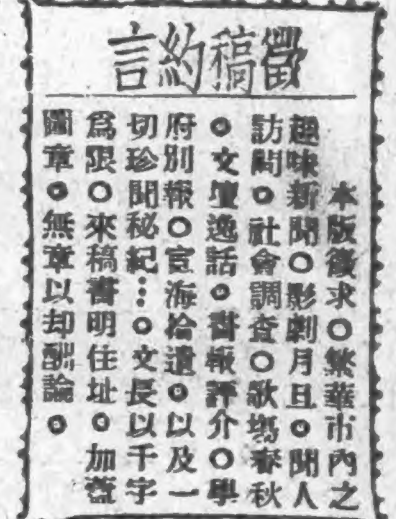 徵稿約言
本版徵求○繁華市內之
趣味新聞○影劇月旦○聞人
訪問○社會調查○歌塲春秋
○文壇逸話○書報評介○學
府別報○宦海拾遺○以及一
切珍聞秘紀…○文長以千字
爲限○來稿書明住址○加蓋
圖章○無章以却酬論○